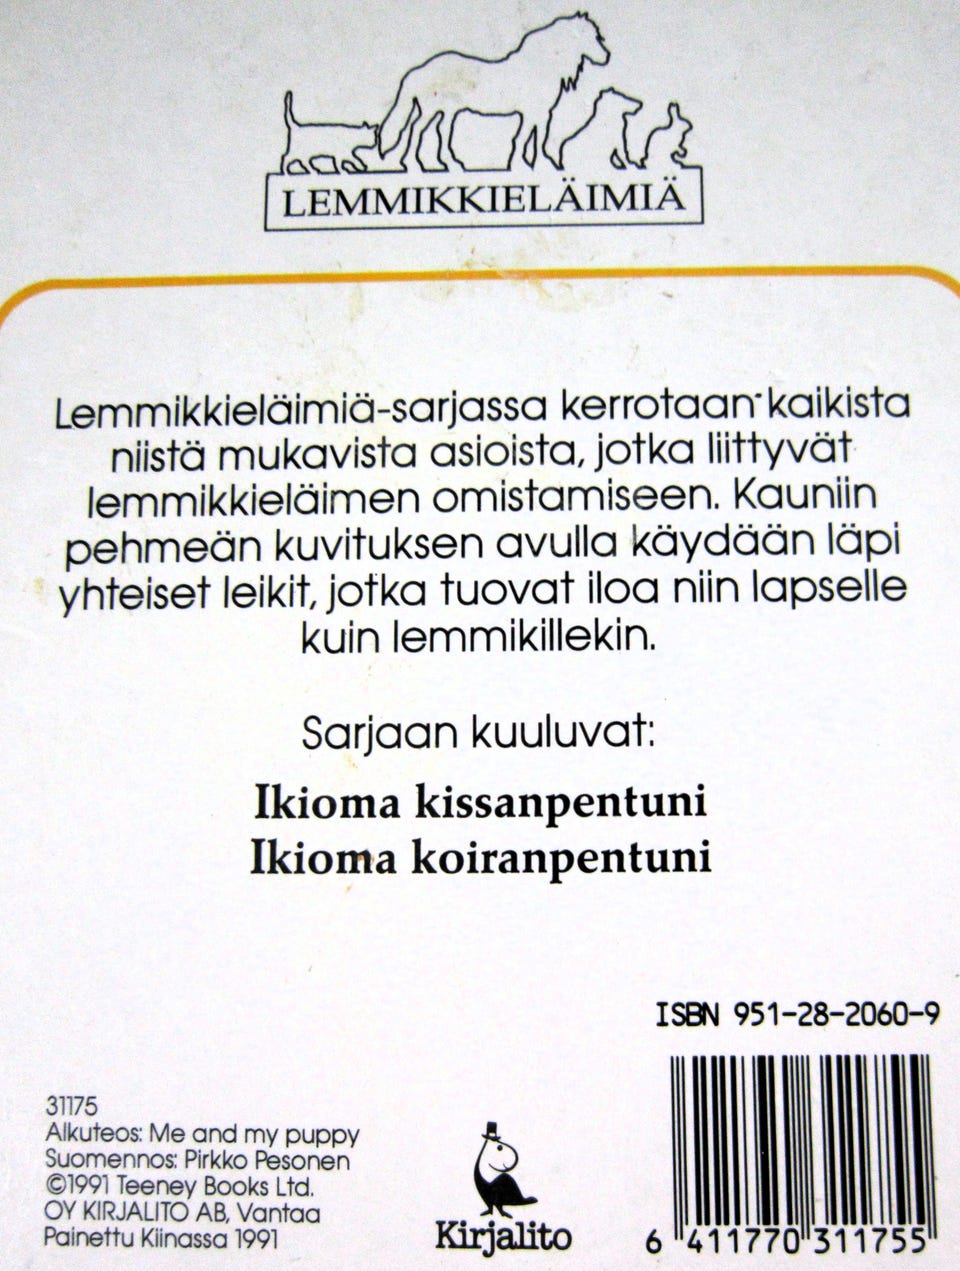 LEMMIKKIELÄIMIÄ
Lemmikkieläimiä-sarjassa kerrotaan kaikista
niistä mukavista asioista, jotka liittyvät
lemmikkieläimen omistamiseen. Kauniin
pehmeän kuvituksen avulla käydään läpi
yhteiset leikit, jotka tuovat iloa niin lapselle
kuin lemmikillekin.
Sarjaan kuuluvat:
Ikioma kissanpentuni
Ikioma koiranpentuni
ISBN 951-28-2060-9
31175
Alkuteos: Me and my puppy
Suomennos: Pirkko Pesonen
©1991 Teeney Books Ltd.
OY KIRJALITO AB, Vantaa
Painettu Kiinassa 1991
Kirjalito
6 411770 311755